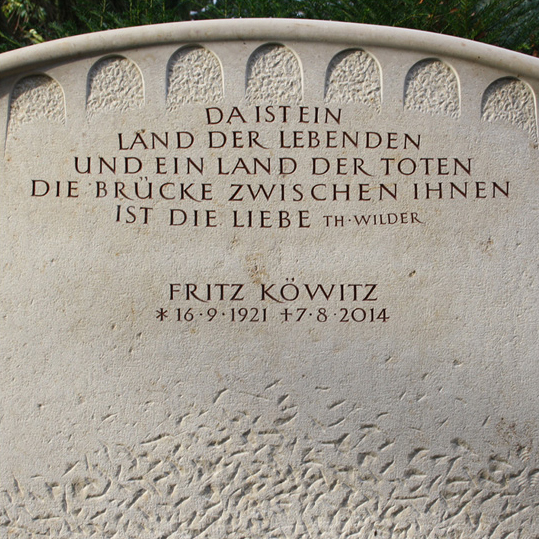 DA IST EIN
LAND DER LEBENDEN
UND EIN LAND DER TOTEN
DIE BRÜCKE ZWISCHEN IHNEN
IST DIE LIEBE TH·WILDER
FRITZ KÖWITZ
*16·9·1921 †7·8·2014